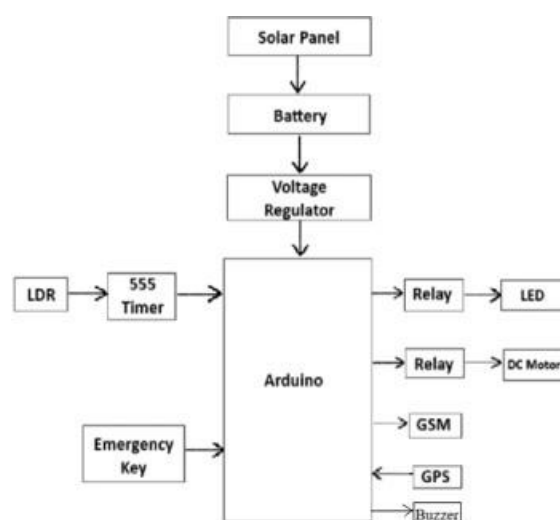 Solar Panel
Battery
Voltage
Regulator
LDR
555
Timer
Relay
LED
Arduino
Relay
DC Motor
Emergency
Key
GSM
GPS
Buzzer